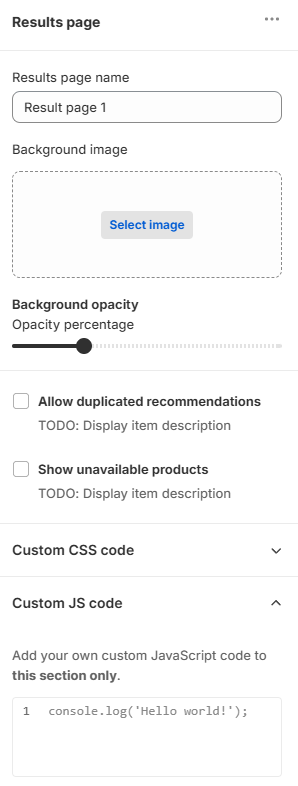 Results page
Results page name
Result page 1
Background image
Select image
Background opacity
Opacity percentage
Allow duplicated recommendations
TODO: Display item description
Show unavailable products
TODO: Display item description
Custom CSS code
Custom JS code
Add your own custom JavaScript code to
this section only.
1 console.log('Hello world!');